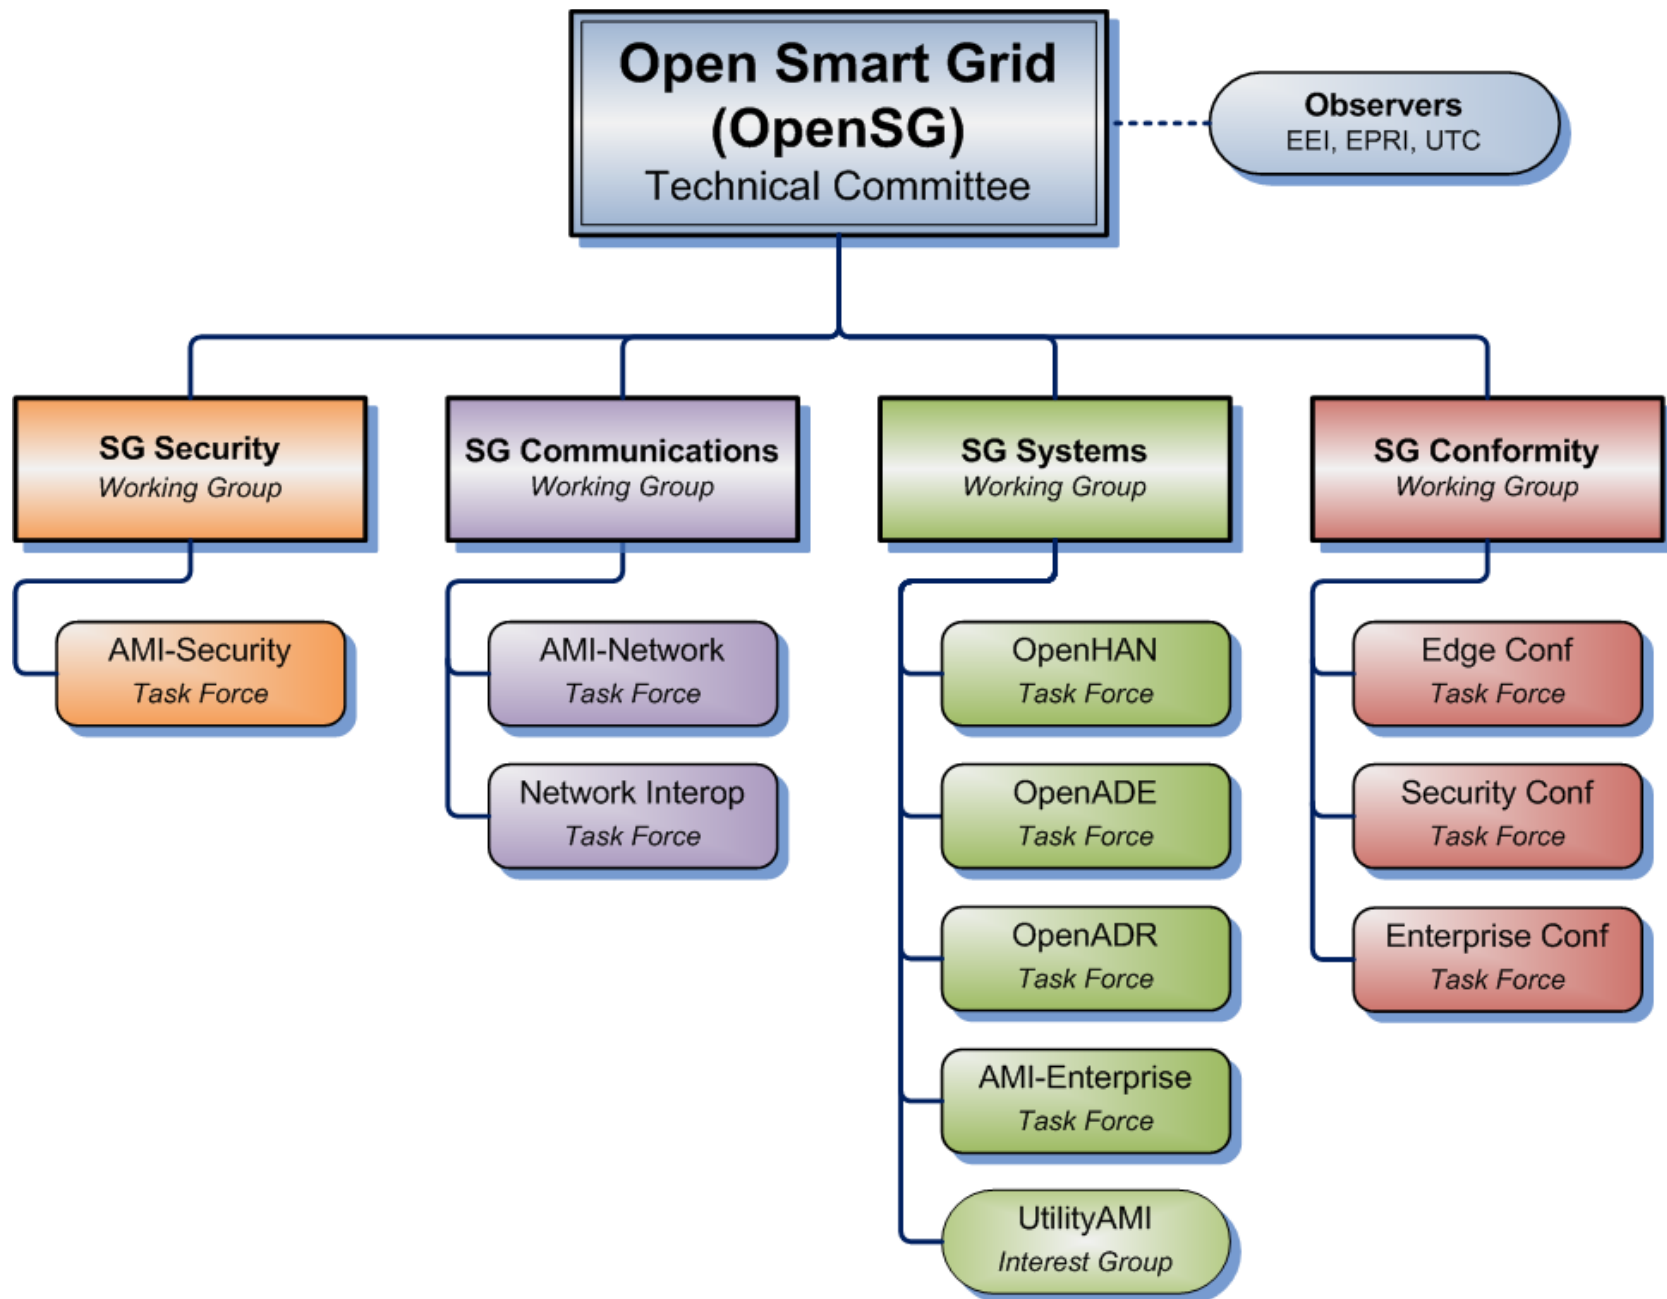 Open Smart Grid
(OpenSG)
Technical Committee
Observers
EEI, EPRI, UTC
SG Security
Working Group
SG Communications
Working Group
SG Systems
Working Group
SG Conformity
Working Group
AMI-Security
Task Force
AMI-Network
Task Force
Network Interop
Task Force
OpenHAN
Task Force
OpenADE
Task Force
OpenADR
Task Force
AMI-Enterprise
Task Force
UtilityAMI
Interest Group
Edge Conf
Task Force
Security Conf
Task Force
Enterprise Conf
Task Force